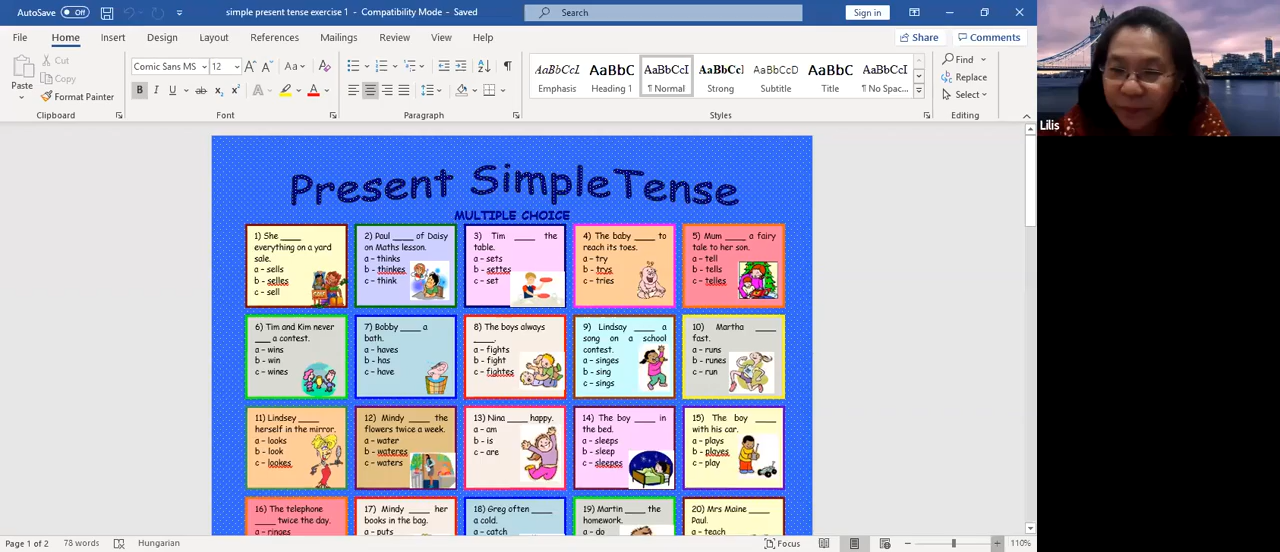 AutoSave Off simple present tense exercise 1 - Compatibility Mode - Saved Search Sign in
File Home Insert Design Layout References Mailings Review View Help Share Comments
Paste Cut Copy Format Painter
Clipboard
Comic Sans MS 12 Aa
B I U ab x₂ x² A A
Font
Paragraph
AaBbCcL Emphasis
AaBbC Heading 1
AaBbCcI ¶ Normal
AaBbCcI Strong
AaBbCcD Subtitle
AaBbC Title
AaBbCcI ¶ No Spac...
Styles
Find
Replace
Select
Editing
Lilis
Present Simple Tense
MULTIPLE CHOICE
1) She ____
everything on a yard
sale.
a - sells
b - selles
c - sell
2) Paul ____ of Daisy
on Maths lesson.
a - thinks
b - thinkes
c - think
3) Tim ____ the
table.
a - sets
b - settes
c - set
4) The baby ____ to
reach its toes.
a - try
b - trys
c - tries
5) Mum ____ a fairy
tale to her son.
a - tell
b - tells
c - telles
6) Tim and Kim never
____ a contest.
a - wins
b - win
c - wines
7) Bobby ____ a
bath.
a - haves
b - has
c - have
8) The boys always
____.
a - fights
b - fight
c - fightes
9) Lindsay ____ a
song on a school
contest.
a - singes
b - sing
c - sings
10) Martha ____
fast.
a - runs
b - runes
c - run
11) Lindsey ____
herself in the mirror.
a - looks
b - look
c - lookes
12) Mindy ____ the
flowers twice a week.
a - water
b - wateres
c - waters
13) Nina ____ happy.
a - am
b - is
c - are
14) The boy ____ in
the bed.
a - sleeps
b - sleep
c - sleepes
15) The boy ____
with his car.
a - plays
b - playes
c - play
16) The telephone
____ twice the day.
a - ringes
17) Mindy ____ her
books in the bag.
a - puts
18) Greg often ____
a cold.
a - catch
19) Martin ____ the
homework.
a - do
20) Mrs Maine ____
Paul.
a - teach
Page 1 of 2 78 words Hungarian Focus 110%